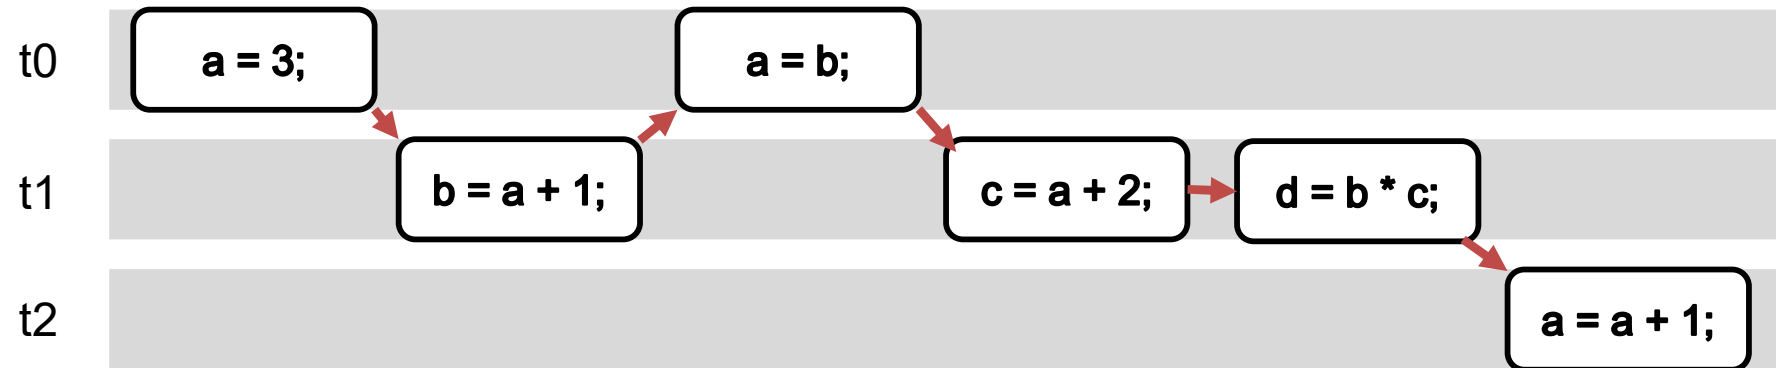 t0
a = 3;
a = b;
t1
b = a + 1;
c = a + 2;
d = b * c;
t2
a = a + 1;